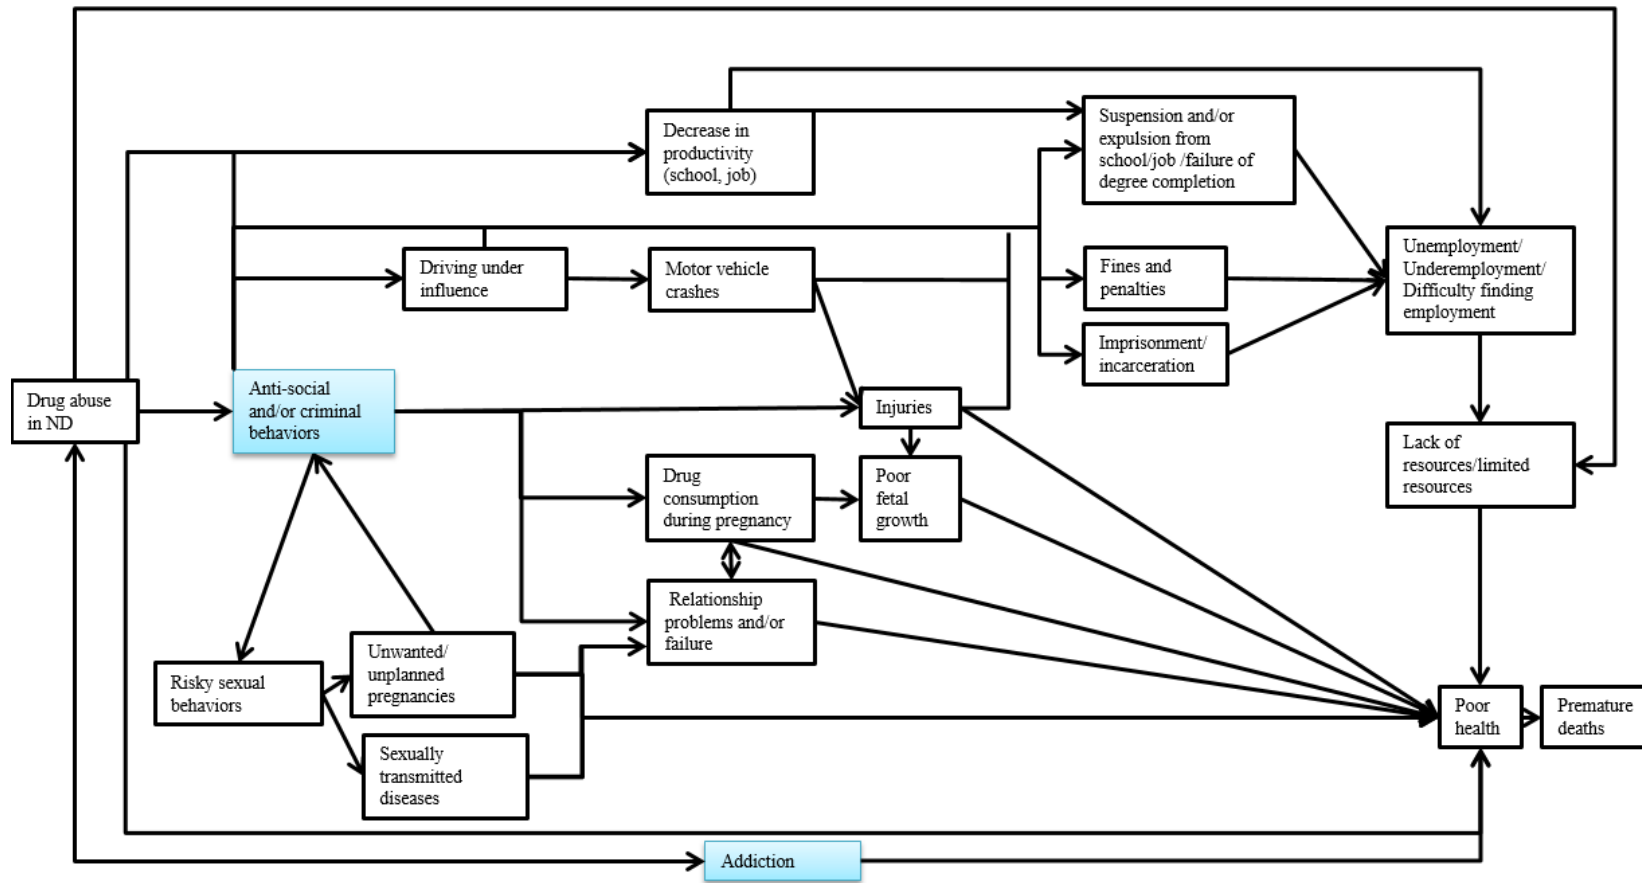 Decrease in
productivity
(school, job)
Suspension and/or
expulsion from
school/job /failure of
degree completion
Driving under
influence
Motor vehicle
crashes
Fines and
penalties
Unemployment/
Underemployment/
Difficulty finding
employment
Imprisonment/
incarceration
Drug abuse
in ND
Anti-social
and/or criminal
behaviors
Injuries
Lack of
resources/limited
resources
Drug
consumption
during pregnancy
Poor
fetal
growth
Relationship
problems and/or
failure
Risky sexual
behaviors
Unwanted/
unplanned
pregnancies
Sexually
transmitted
diseases
Poor
health
Premature
deaths
Addiction